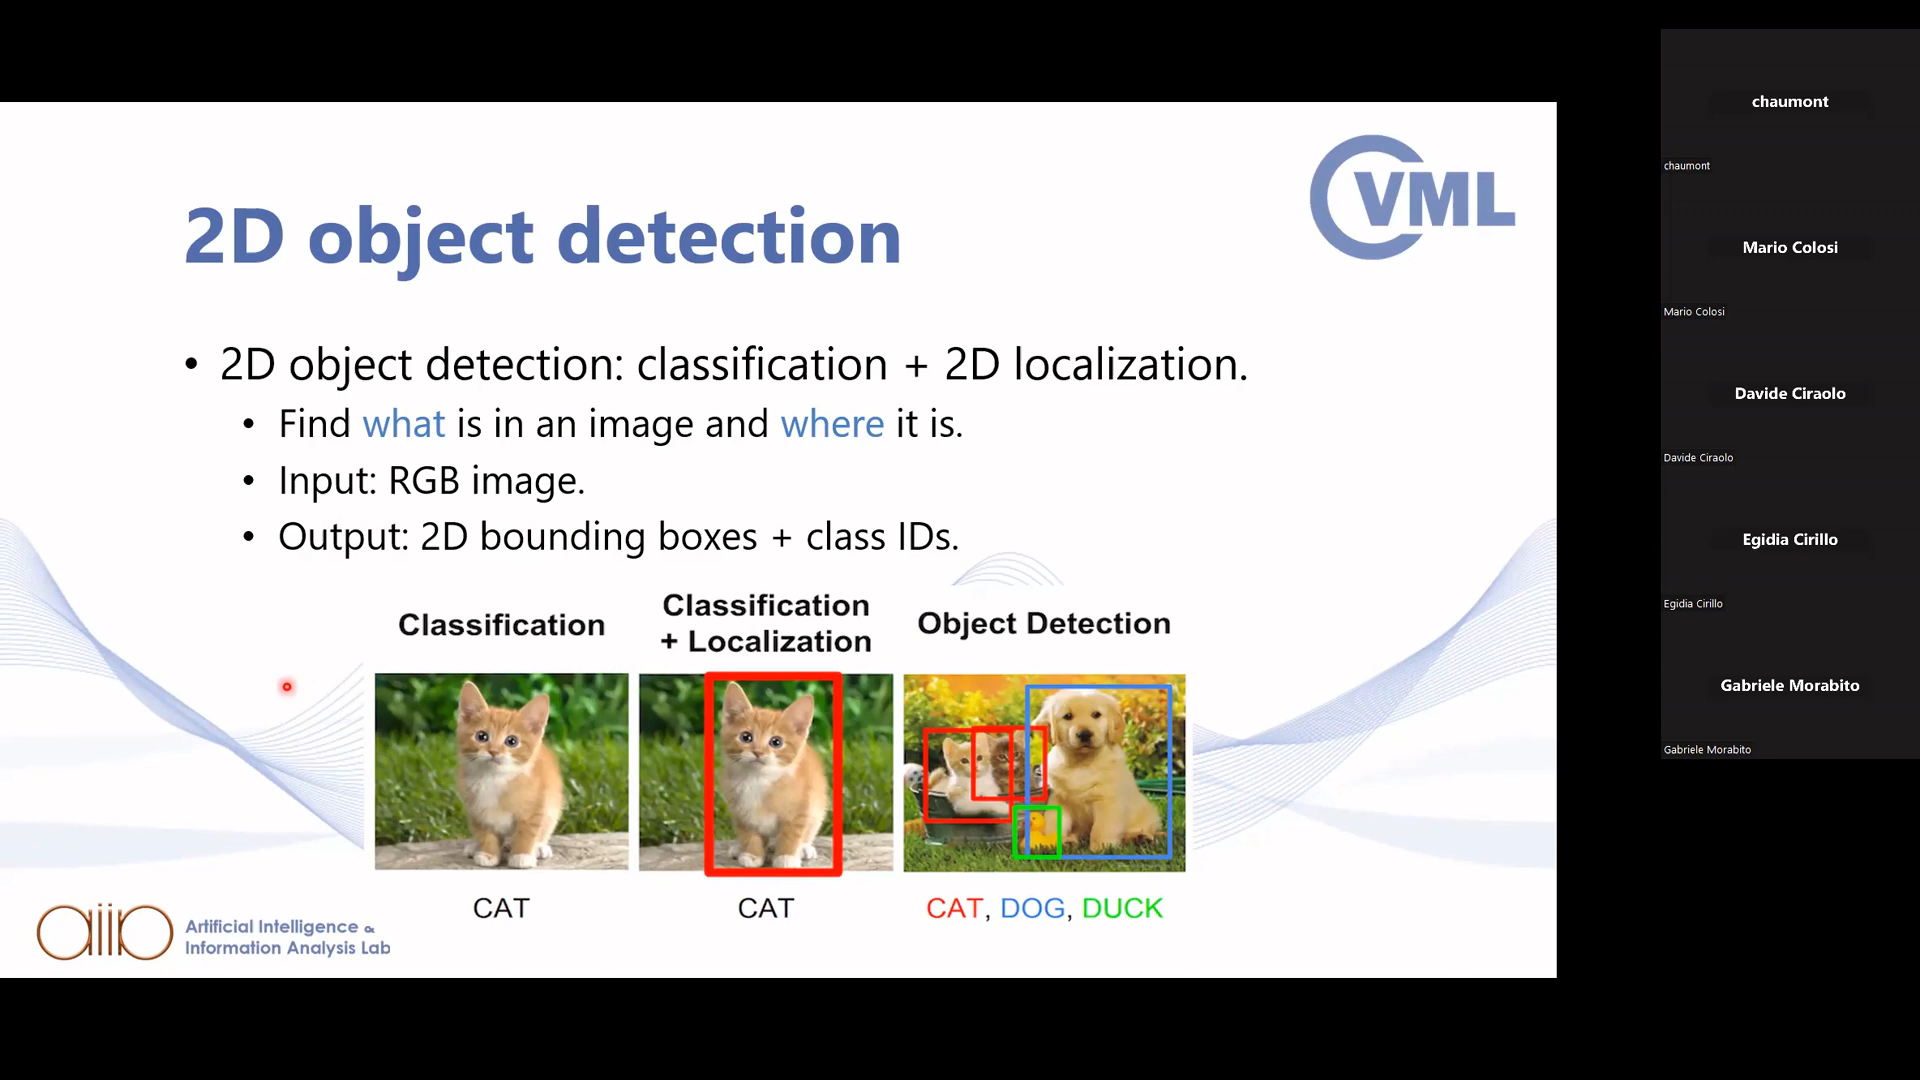 CVML
2D object detection
• 2D object detection: classification + 2D localization.
• Find what is in an image and where it is.
• Input: RGB image.
• Output: 2D bounding boxes + class IDs.
Classification
Classification
+ Localization
Object Detection
CAT
CAT
CAT, DOG, DUCK
aiia
Artificial Intelligence &
Information Analysis Lab
chaumont
chaumont
Mario Colosi
Mario Colosi
Davide Ciraolo
Davide Ciraolo
Egidia Cirillo
Egidia Cirillo
Gabriele Morabito
Gabriele Morabito